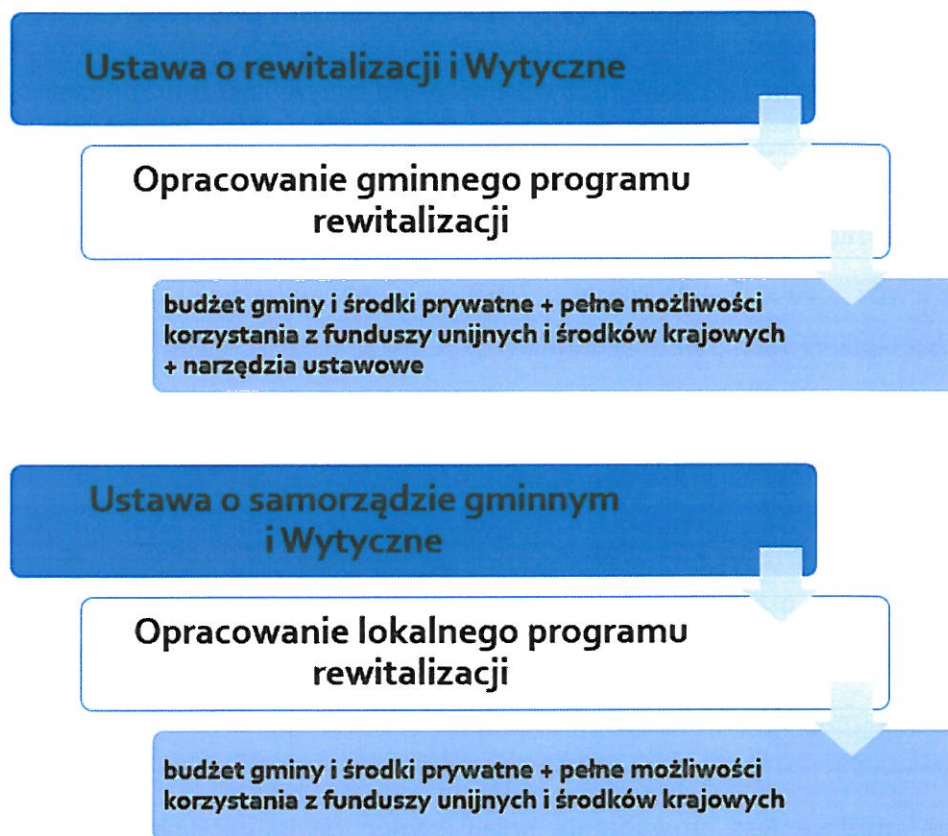 Ustawa o rewitalizacji i Wytyczne
Opracowanie gminnego programu
rewitalizacji
budżet gminy i środki prywatne + pełne możliwości
korzystania z funduszy unijnych i środków krajowych
+ narzędzia ustawowe
Ustawa o samorządzie gminnym
i Wytyczne
Opracowanie lokalnego programu
rewitalizacji
budżet gminy i środki prywatne + pełne możliwości
korzystania z funduszy unijnych i środków krajowych